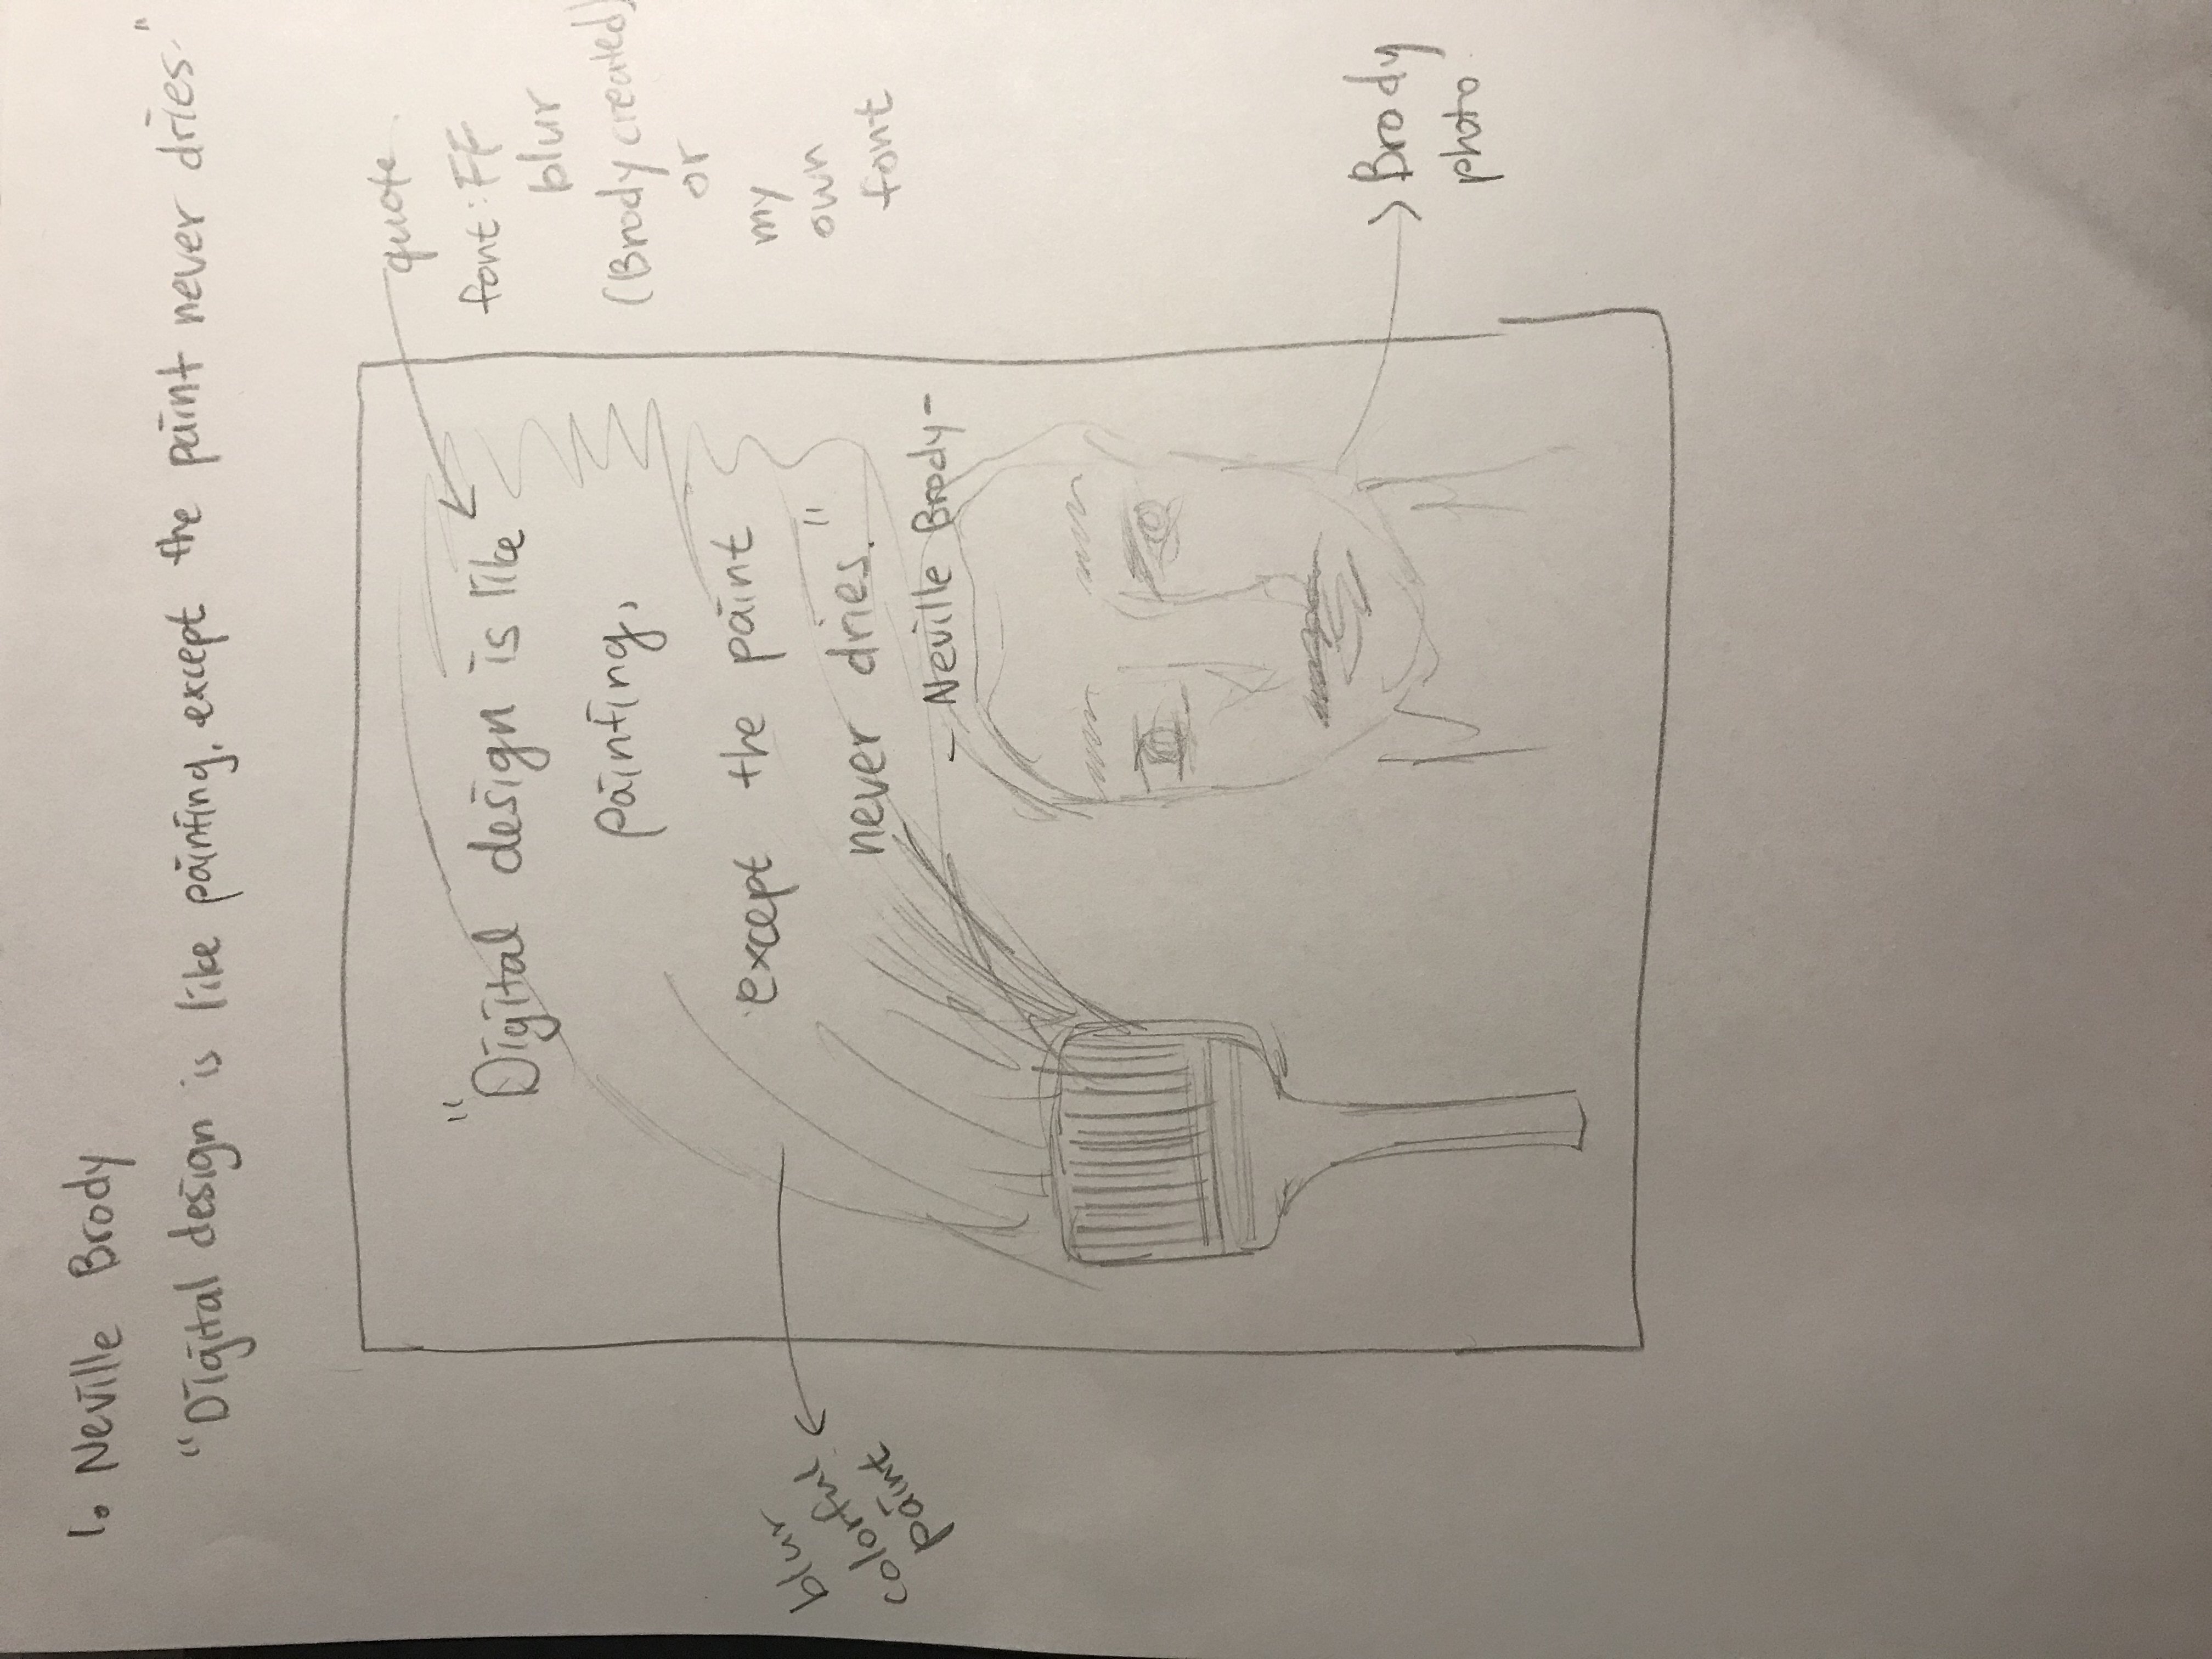 1. Neville Brody
"Digital design is like painting, except the paint never dries."
quote
font: FF
blur
(Brody created)
or
my
own
font
"Digital design is like
painting,
except the paint
never dries."
- Neville Brody -
blur
colorful
paint
Brody
photo